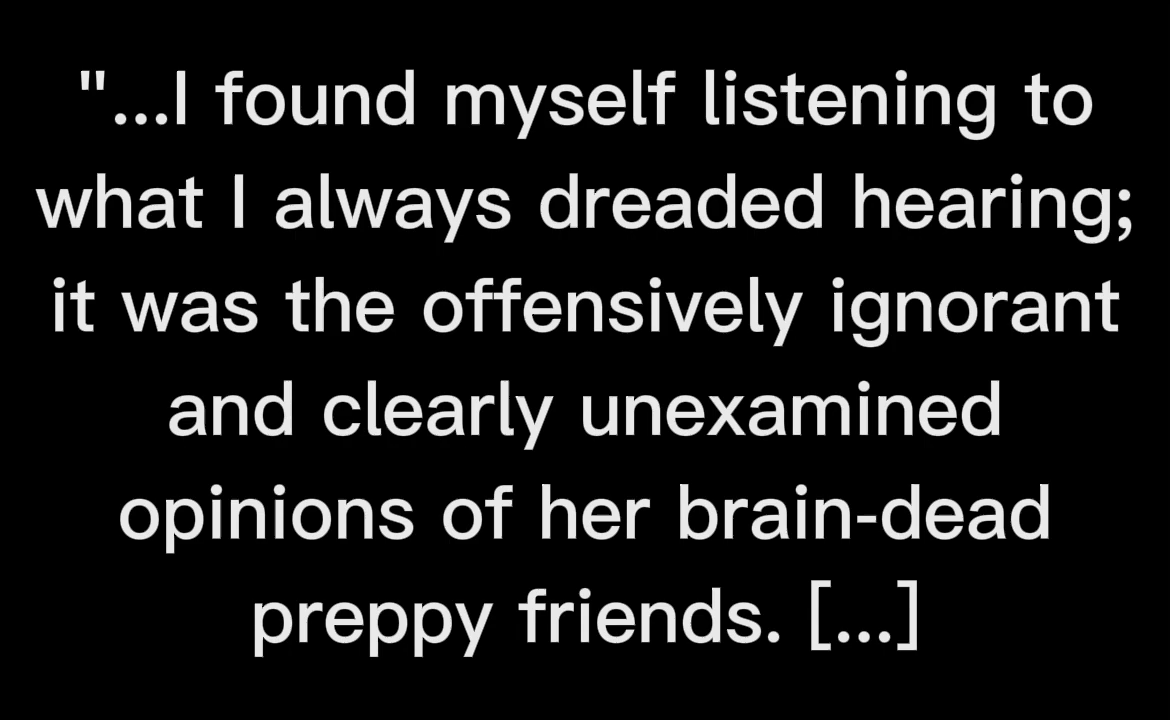 "...I found myself listening to
what I always dreaded hearing;
it was the offensively ignorant
and clearly unexamined
opinions of her brain-dead
preppy friends. [...]